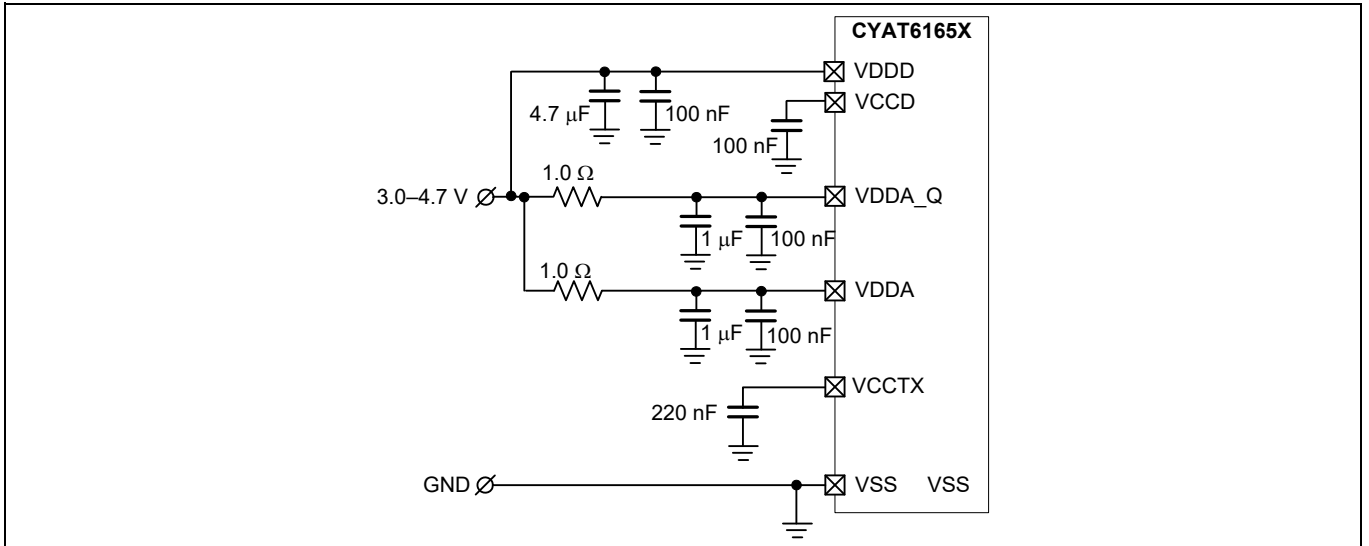 CYAT6165X
VDDD
VCCD
4.7 μF
100 nF
100 nF
1.0 Ω
3.0–4.7 V
VDDA_Q
1 μF
100 nF
1.0 Ω
VDDA
1 μF
100 nF
VCCTX
220 nF
GND
VSS VSS